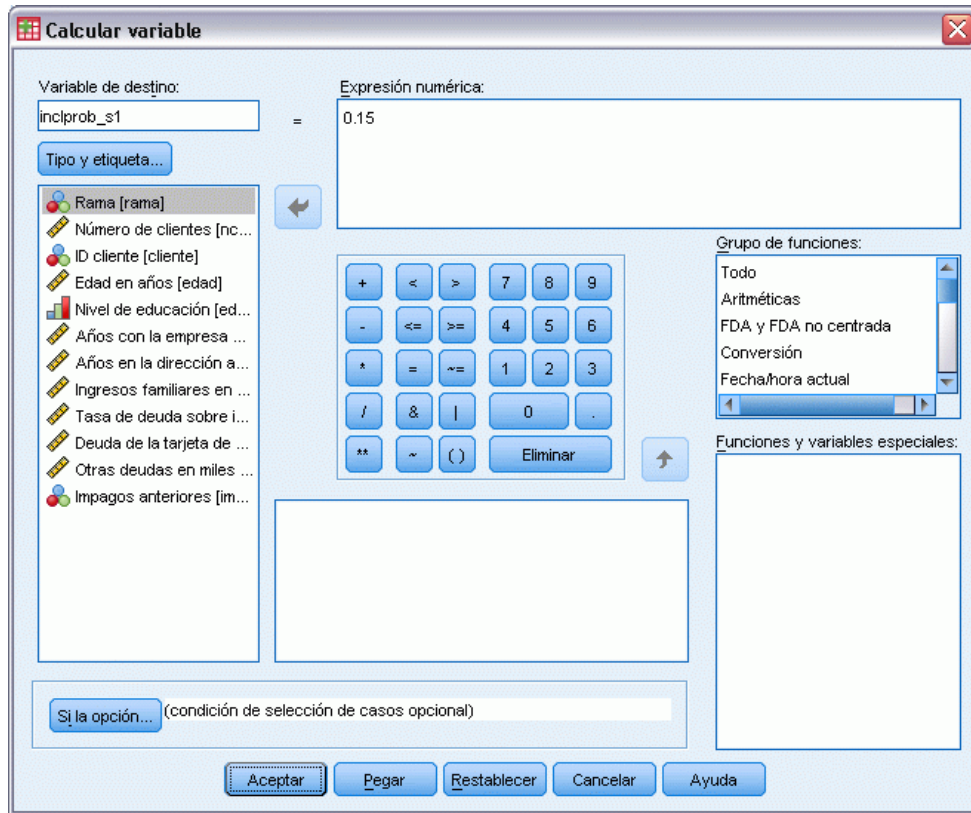 Calcular variable
Variable de destino:
inclprob_s1
=
Expresión numérica:
0.15
Tipo y etiqueta...
Rama [rama]
Número de clientes [nc...
ID cliente [cliente]
Edad en años [edad]
Nivel de educación [ed...
Años con la empresa ...
Años en la dirección a...
Ingresos familiares en ...
Tasa de deuda sobre i...
Deuda de la tarjeta de ...
Otras deudas en miles ...
Impagos anteriores [im...
+ < > 7 8 9
- <= >= 4 5 6
* = ~= 1 2 3
/ & | 0 .
** ~ ( ) Eliminar
Grupo de funciones:
Todo
Aritméticas
FDA y FDA no centrada
Conversión
Fecha/hora actual
Funciones y variables especiales:
Si la opción... (condición de selección de casos opcional)
Aceptar Pegar Restablecer Cancelar Ayuda